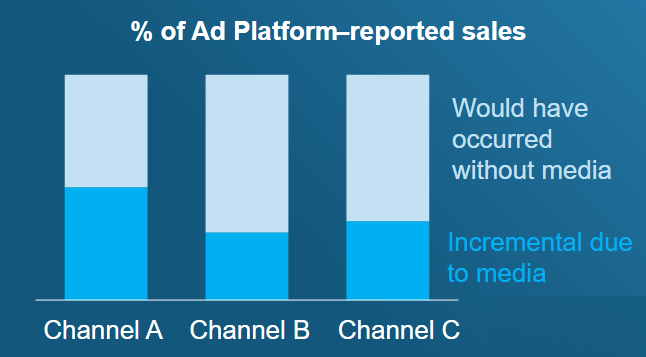 % of Ad Platform–reported sales
Would have
occurred
without media
Incremental due
to media
Channel A
Channel B
Channel C